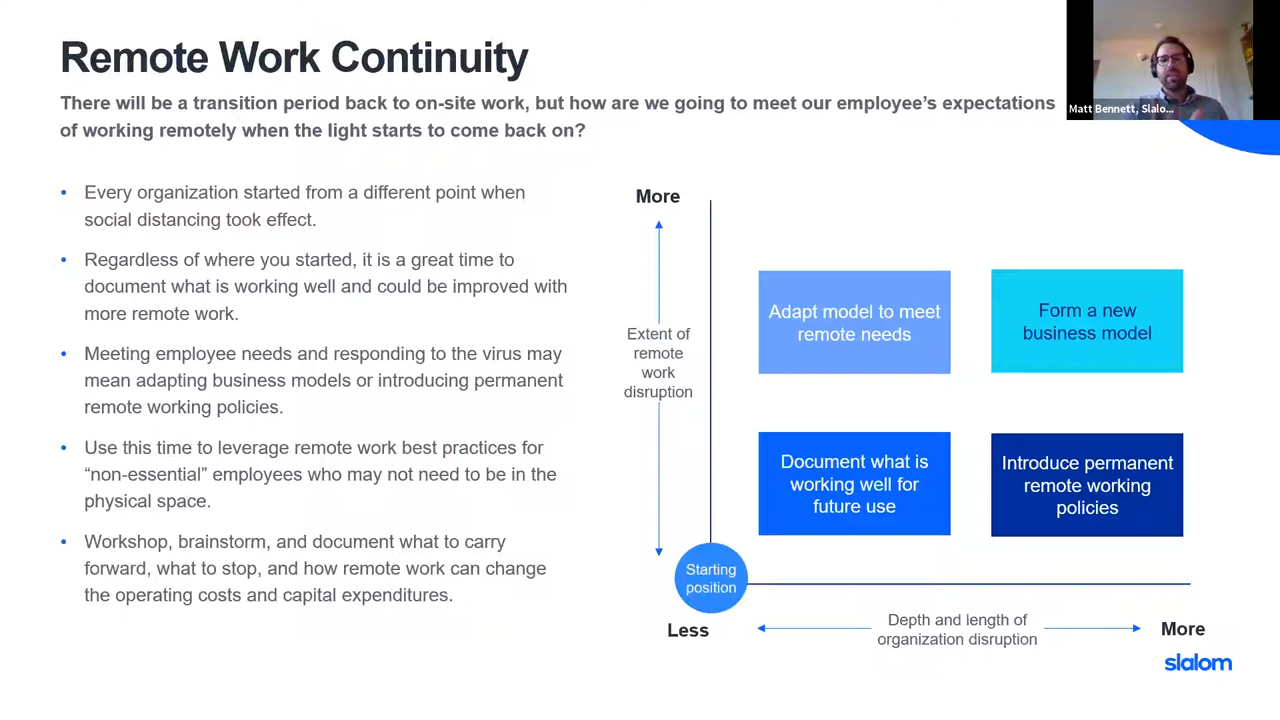 Remote Work Continuity
There will be a transition period back to on-site work, but how are we going to meet our employee's expectations
of working remotely when the light starts to come back on?
Matt Bennett, Slalo...
• Every organization started from a different point when
social distancing took effect.
• Regardless of where you started, it is a great time to
document what is working well and could be improved with
more remote work.
• Meeting employee needs and responding to the virus may
mean adapting business models or introducing permanent
remote working policies.
• Use this time to leverage remote work best practices for
“non-essential” employees who may not need to be in the
physical space.
• Workshop, brainstorm, and document what to carry
forward, what to stop, and how remote work can change
the operating costs and capital expenditures.
More
Extent of
remote
work
disruption
Adapt model to meet
remote needs
Form a new
business model
Document what is
working well for
future use
Introduce permanent
remote working
policies
Starting
position
Less
Depth and length of
organization disruption
More
slalom